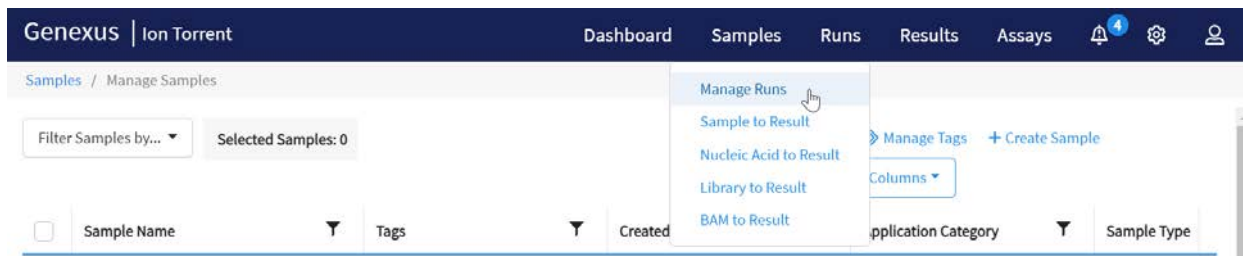 Genexus | Ion Torrent Dashboard Samples Runs Results Assays 4
Samples / Manage Samples
Manage Runs
Filter Samples by... Selected Samples: 0
Sample to Result
Manage Tags + Create Sample
Nucleic Acid to Result
Columns
Library to Result
BAM to Result
Sample Name Tags Created pplication Category Sample Type